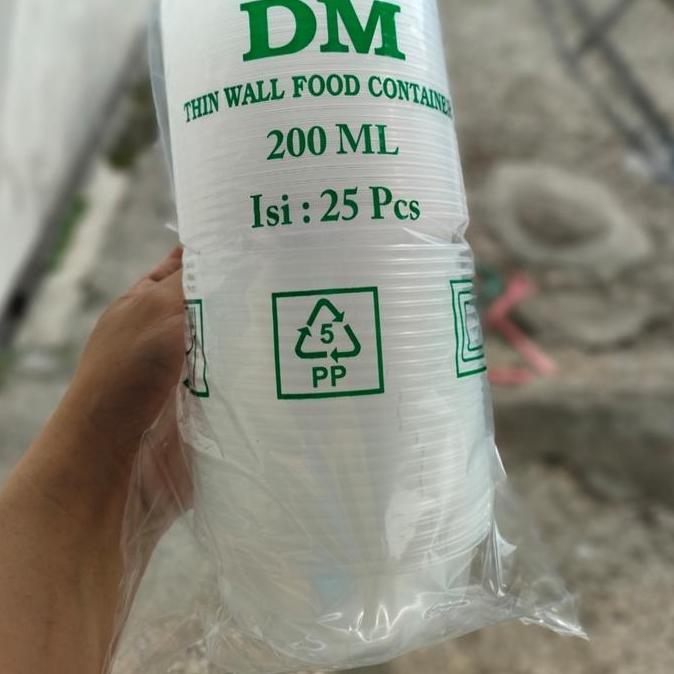 DM
THIN WALL FOOD CONTAINER
200 ML
Isi : 25 Pcs
5
PP